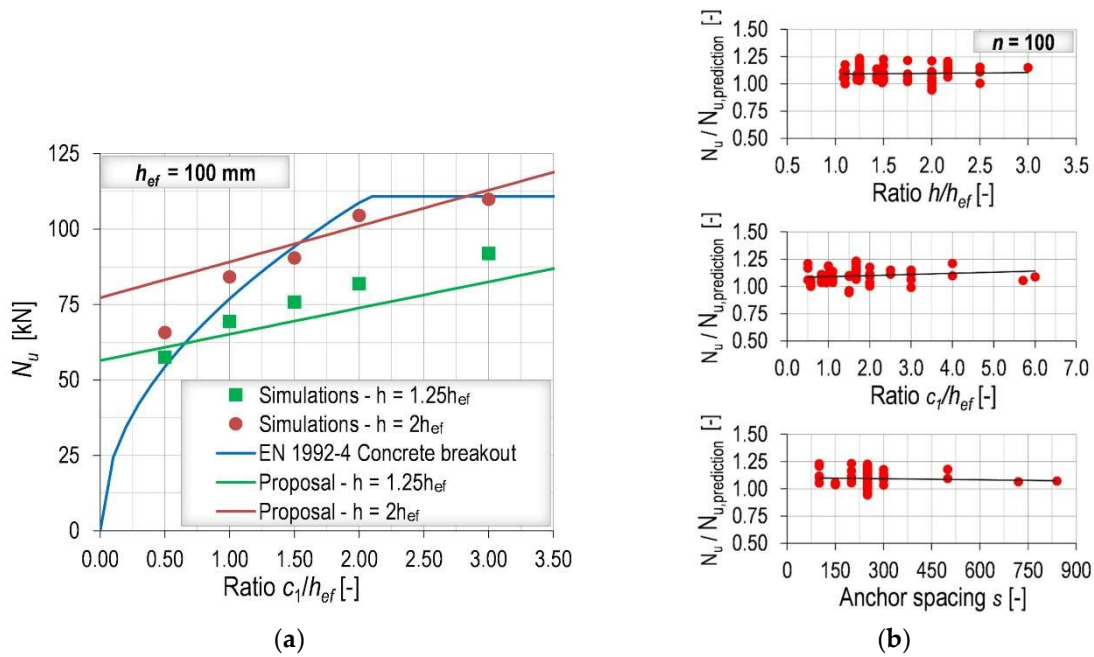 125
100
75
50
25
0
N_u [kN]
h_ef = 100 mm
Simulations - h = 1.25h_ef
Simulations - h = 2h_ef
EN 1992-4 Concrete breakout
Proposal - h = 1.25h_ef
Proposal - h = 2h_ef
0.00 0.50 1.00 1.50 2.00 2.50 3.00 3.50
Ratio c_1/h_ef [-]
(a)
n = 100
N_u / N_u,prediction [-]
1.50
1.25
1.00
0.75
0.50
0.5 1.0 1.5 2.0 2.5 3.0 3.5
Ratio h/h_ef [-]
N_u / N_u,prediction [-]
1.50
1.25
1.00
0.75
0.50
0.0 1.0 2.0 3.0 4.0 5.0 6.0 7.0
Ratio c_1/h_ef [-]
N_u / N_u,prediction [-]
1.50
1.25
1.00
0.75
0.50
0 150 300 450 600 750 900
Anchor spacing s [-]
(b)